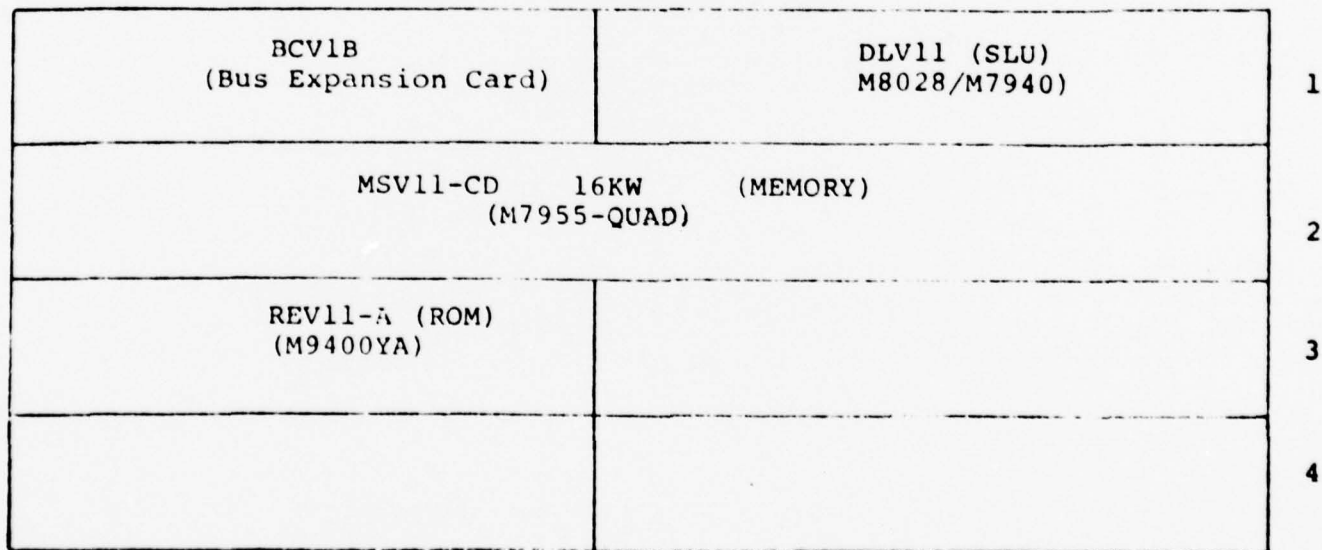 BCV1B
(Bus Expansion Card)
DLV11 (SLU)
M8028/M7940)
1
MSV11-CD 16KW (MEMORY)
(M7955-QUAD)
2
REV11-A (ROM)
(M9400YA)
3
4